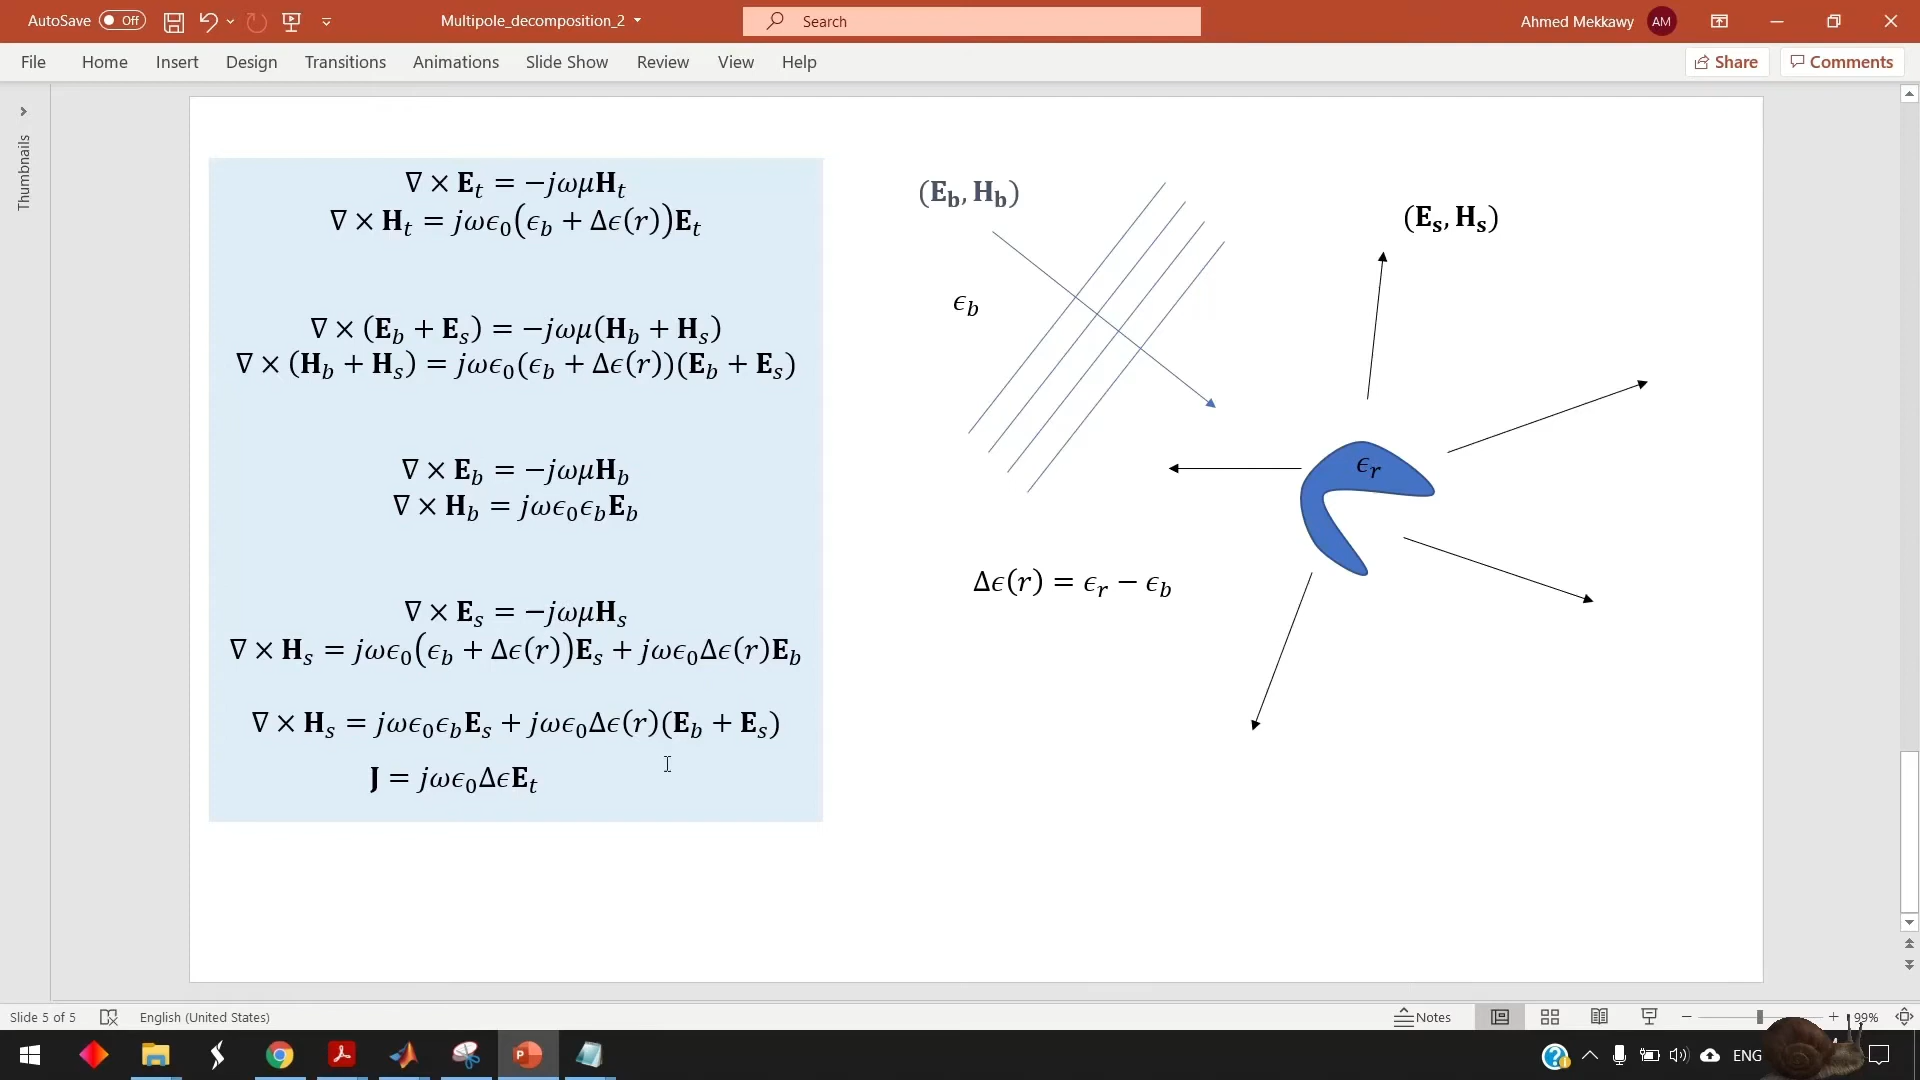 AutoSave Off Multipole_decomposition_2 Search Ahmed Mekkawy AM
File Home Insert Design Transitions Animations Slide Show Review View Help Share Comments
Thumbnails
∇ × E_t = −jωμH_t
∇ × H_t = jωϵ_0(ϵ_b + Δϵ(r))E_t
∇ × (E_b + E_s) = −jωμ(H_b + H_s)
∇ × (H_b + H_s) = jωϵ_0(ϵ_b + Δϵ(r))(E_b + E_s)
∇ × E_b = −jωμH_b
∇ × H_b = jωϵ_0ϵ_bE_b
∇ × E_s = −jωμH_s
∇ × H_s = jωϵ_0(ϵ_b + Δϵ(r))E_s + jωϵ_0Δϵ(r)E_b
∇ × H_s = jωϵ_0ϵ_bE_s + jωϵ_0Δϵ(r)(E_b + E_s)
J = jωϵ_0ΔϵE_t
(E_b, H_b)
(E_s, H_s)
ϵ_b
ϵ_r
Δϵ(r) = ϵ_r − ϵ_b
Slide 5 of 5 English (United States) Notes 99%
ENG